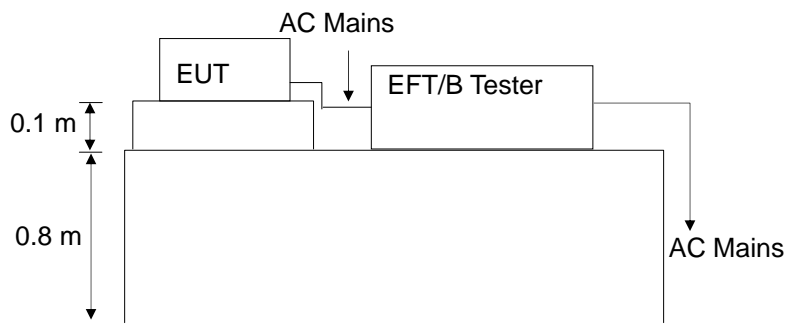 AC Mains
EUT
EFT/B Tester
0.1 m
0.8 m
AC Mains